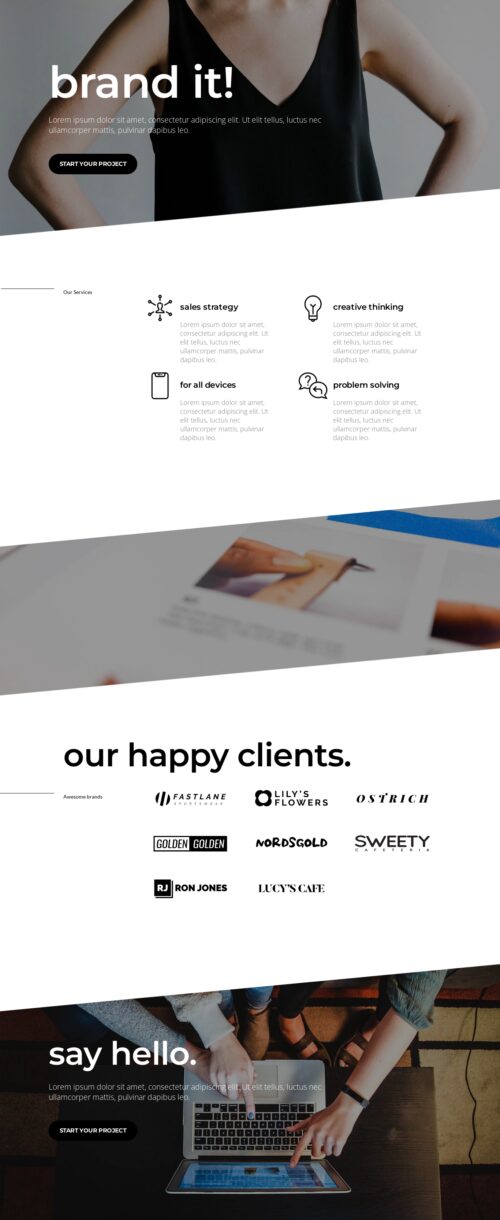 brand it!
Lorem ipsum dolor sit amet, consectetur adipiscing elit. Ut elit tellus, luctus nec
ullamcorper mattis, pulvinar dapibus leo.
START YOUR PROJECT
Our Services
sales strategy
Lorem ipsum dolor sit amet,
consectetur adipiscing elit. Ut
elit tellus, luctus nec
ullamcorper mattis, pulvinar
dapibus leo.
creative thinking
Lorem ipsum dolor sit amet,
consectetur adipiscing elit. Ut
elit tellus, luctus nec
ullamcorper mattis, pulvinar
dapibus leo.
for all devices
Lorem ipsum dolor sit amet,
consectetur adipiscing elit. Ut
elit tellus, luctus nec
ullamcorper mattis, pulvinar
dapibus leo.
problem solving
Lorem ipsum dolor sit amet,
consectetur adipiscing elit. Ut
elit tellus, luctus nec
ullamcorper mattis, pulvinar
dapibus leo.
our happy clients.
Awesome brands
FASTLANE
SPORTSWEAR
LILY'S
FLOWERS
OSTRICH
GOLDEN GOLDEN
NORDSGOLD
SWEETY
CAFETERIA
RJ RON JONES
LUCY'S CAFE
say hello.
Lorem ipsum dolor sit amet, consectetur adipiscing elit. Ut elit tellus, luctus nec
ullamcorper mattis, pulvinar dapibus leo.
START YOUR PROJECT